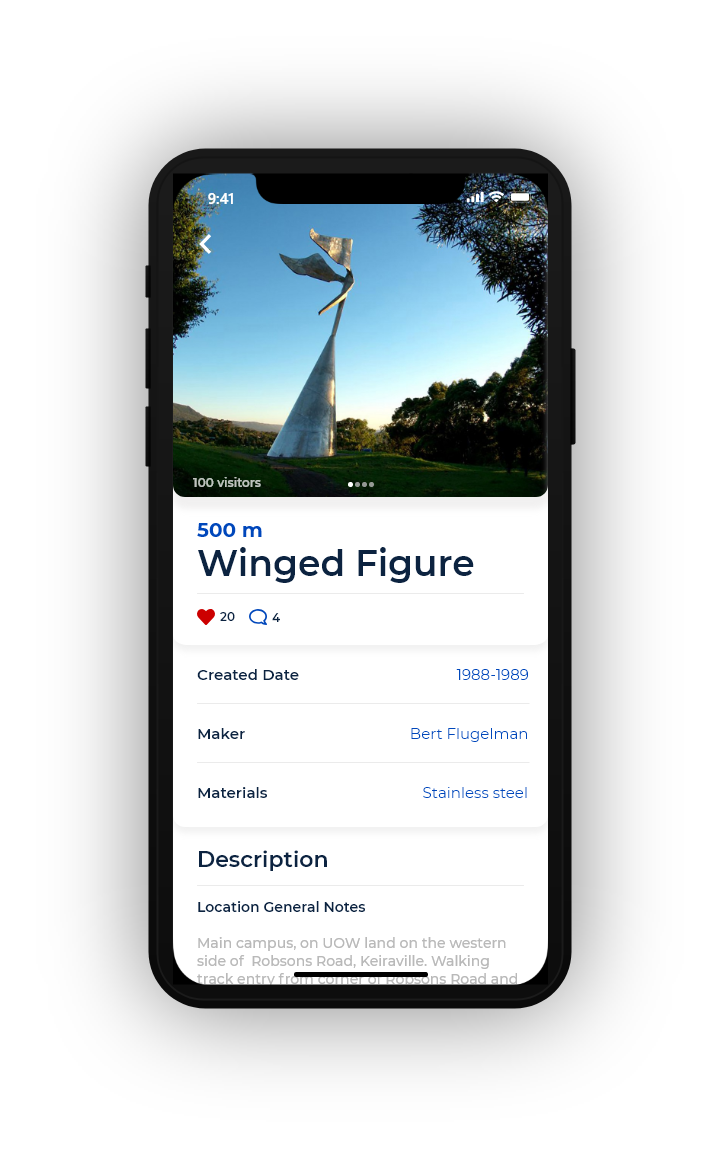 9:41
100 visitors
500 m
Winged Figure
20 4
Created Date 1988-1989
Maker Bert Flugelman
Materials Stainless steel
Description
Location General Notes
Main campus, on UOW land on the western
side of  Robsons Road, Keiraville. Walking
track entry from corner of Robsons Road and